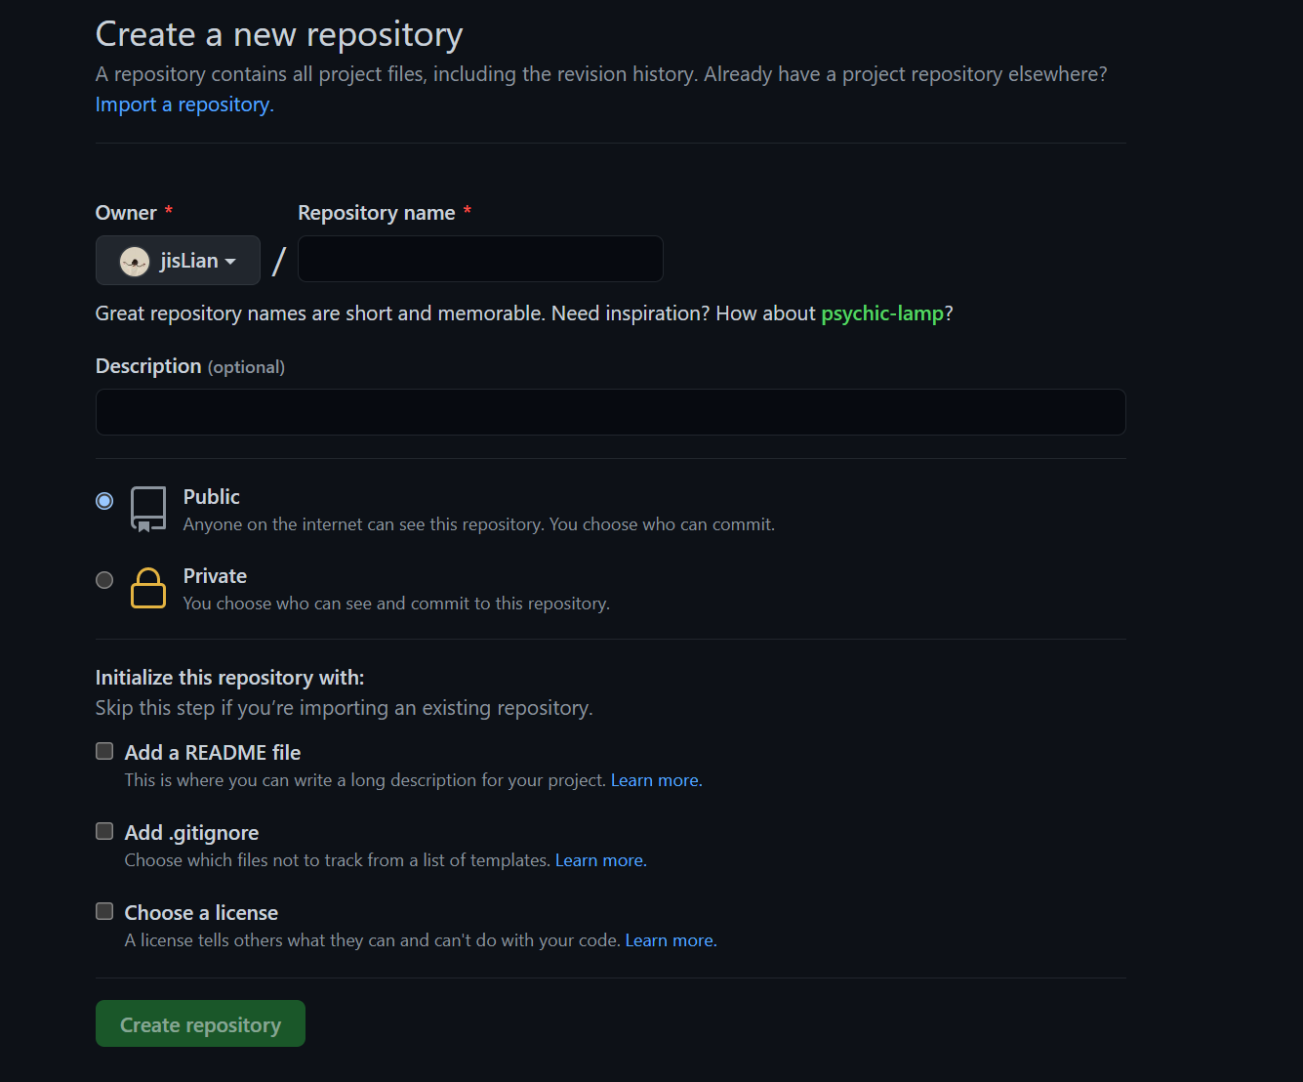 Create a new repository
A repository contains all project files, including the revision history. Already have a project repository elsewhere?
Import a repository.
Owner * Repository name *
jisLian /
Great repository names are short and memorable. Need inspiration? How about psychic-lamp?
Description (optional)
Public
Anyone on the internet can see this repository. You choose who can commit.
Private
You choose who can see and commit to this repository.
Initialize this repository with:
Skip this step if you're importing an existing repository.
Add a README file
This is where you can write a long description for your project. Learn more.
Add .gitignore
Choose which files not to track from a list of templates. Learn more.
Choose a license
A license tells others what they can and can't do with your code. Learn more.
Create repository